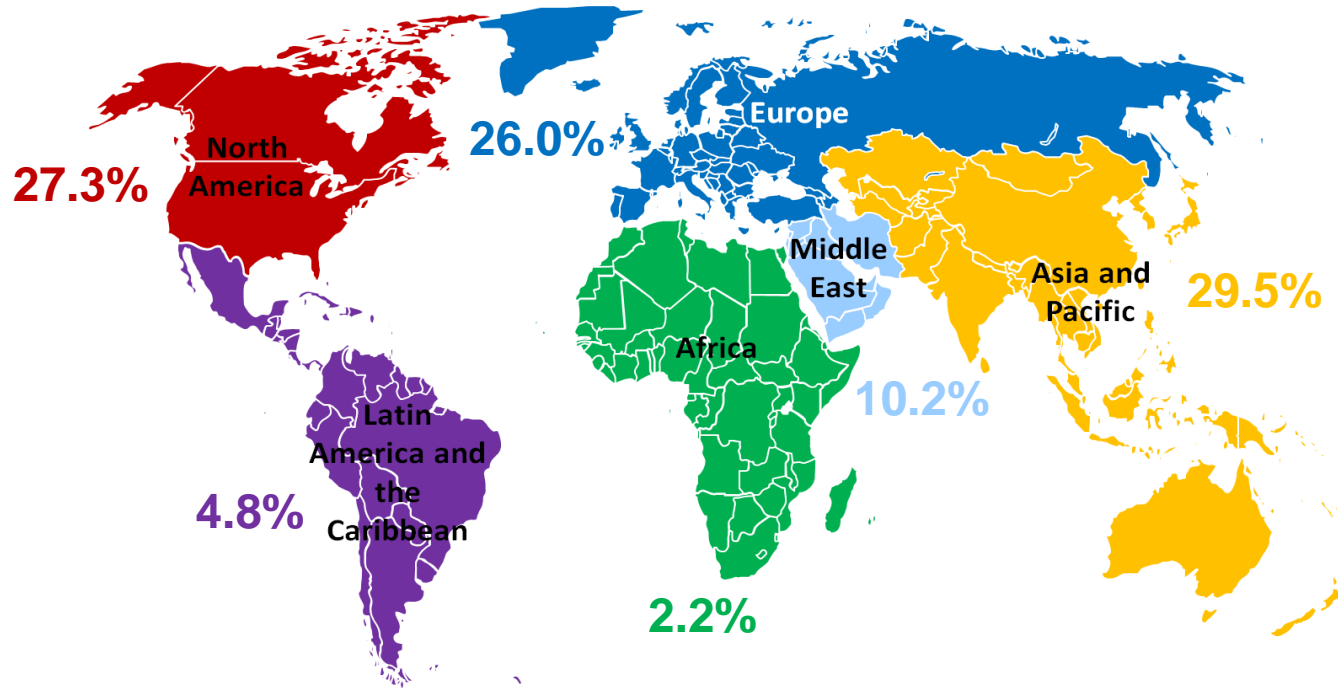 North
America
27.3%
26.0%
Europe
Middle
East
10.2%
Asia and
Pacific
29.5%
Africa
2.2%
Latin
America and
the
Caribbean
4.8%